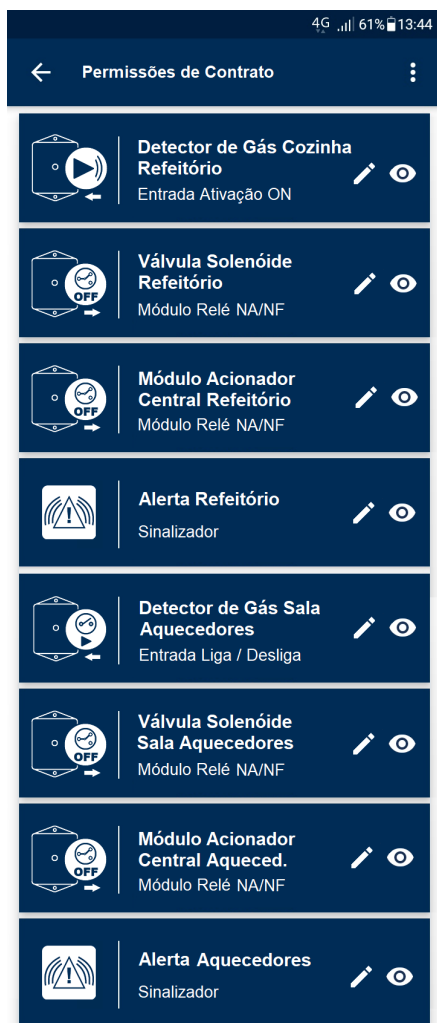 4G 61% 13:44
Permissões de Contrato
Detector de Gás Cozinha
Refeitório
Entrada Ativação ON
Válvula Solenóide
Refeitório
Módulo Relé NA/NF
OFF
Módulo Acionador
Central Refeitório
Módulo Relé NA/NF
OFF
Alerta Refeitório
Sinalizador
Detector de Gás Sala
Aquecedores
Entrada Liga / Desliga
Válvula Solenóide
Sala Aquecedores
Módulo Relé NA/NF
OFF
Módulo Acionador
Central Aqueced.
Módulo Relé NA/NF
OFF
Alerta Aquecedores
Sinalizador